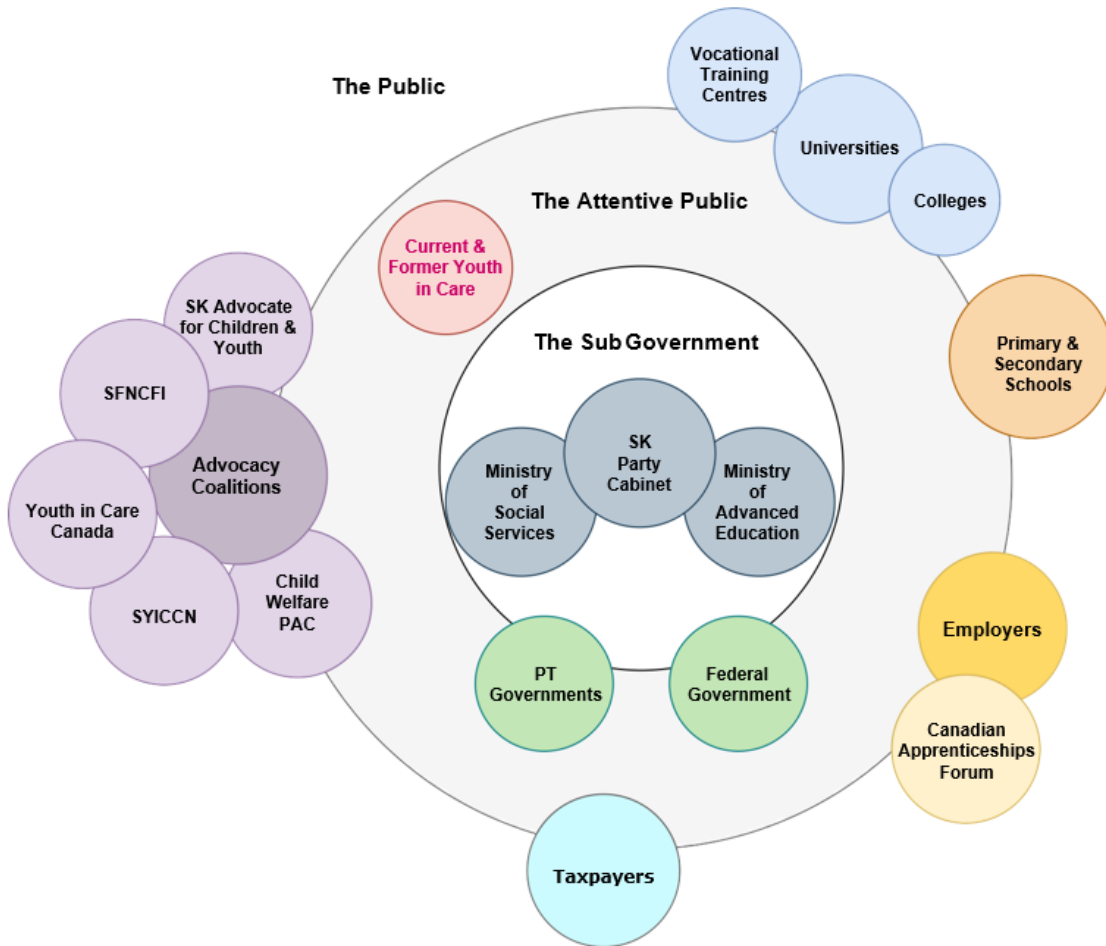 Vocational
Training
Centres
The Public
Universities
The Attentive Public
Colleges
Current &
Former Youth
in Care
SK Advocate
for Children &
Youth
The Sub Government
Primary &
Secondary
Schools
SFNCFI
SK
Party
Cabinet
Advocacy
Coalitions
Ministry
of
Social
Services
Ministry
of
Advanced
Education
Youth in Care
Canada
Child
Welfare
PAC
SYICCN
Employers
PT
Governments
Federal
Government
Canadian
Apprenticeships
Forum
Taxpayers